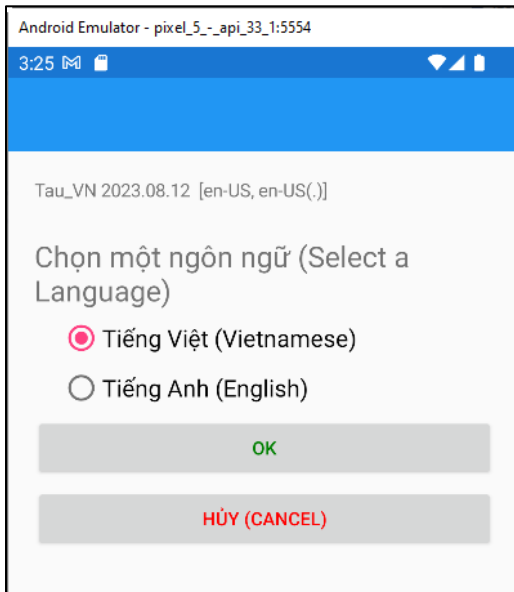 Android Emulator - pixel_5_-_api_33_1:5554
3:25
Tau_VN 2023.08.12 [en-US, en-US(.)]
Chọn một ngôn ngữ (Select a
Language)
Tiếng Việt (Vietnamese)
Tiếng Anh (English)
OK
HỦY (CANCEL)